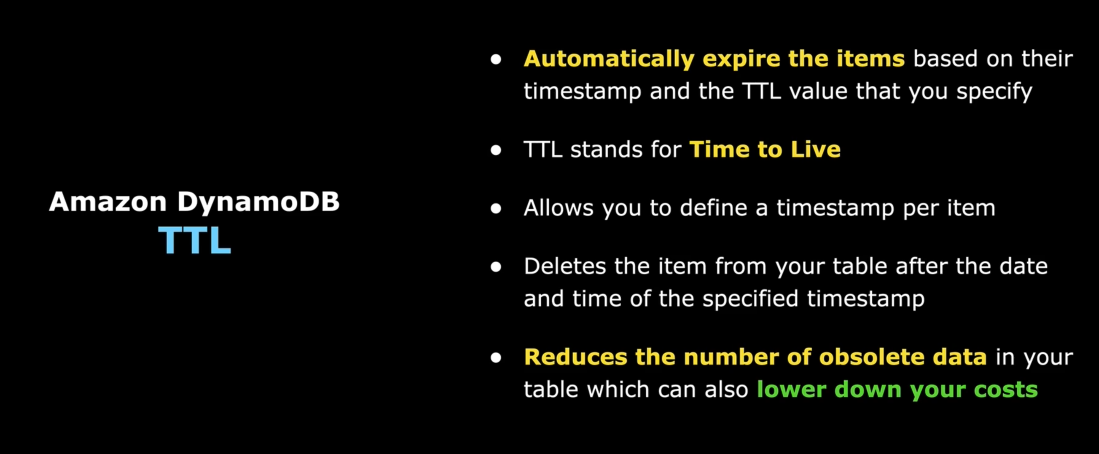 Amazon DynamoDB
TTL
● Automatically expire the items based on their
timestamp and the TTL value that you specify
● TTL stands for Time to Live
● Allows you to define a timestamp per item
● Deletes the item from your table after the date
and time of the specified timestamp
● Reduces the number of obsolete data in your
table which can also lower down your costs